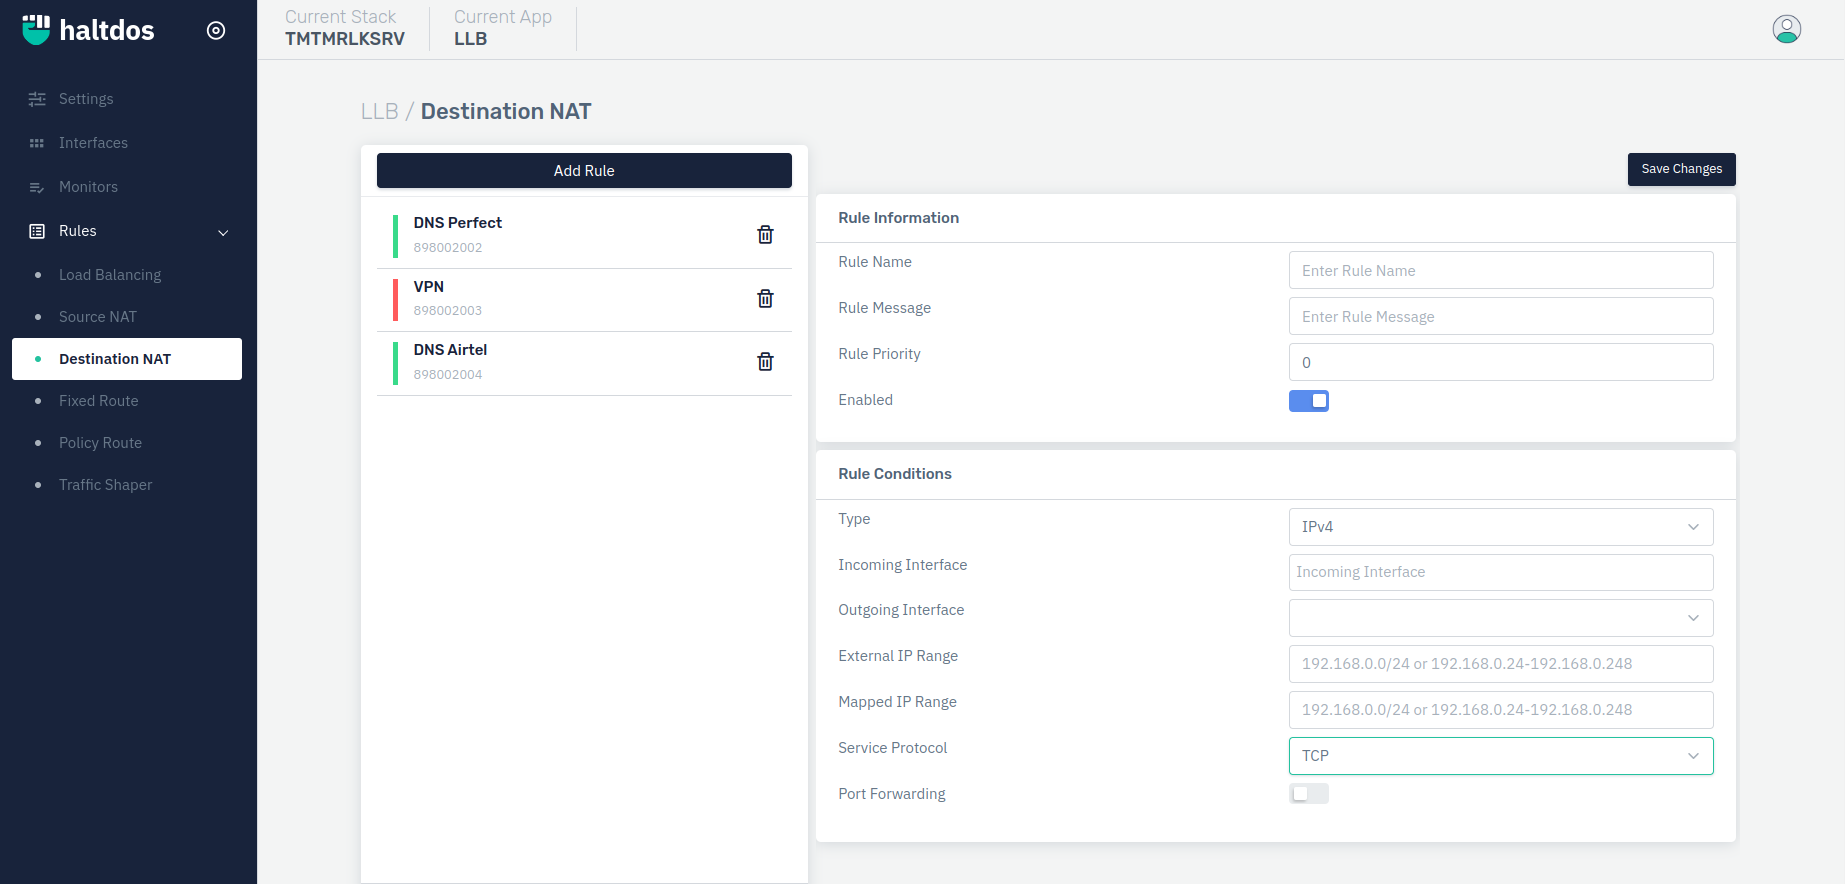 haltdos
Current Stack
TMTMRLKSRV
Current App
LLB
Settings
Interfaces
Monitors
Rules
Load Balancing
Source NAT
Destination NAT
Fixed Route
Policy Route
Traffic Shaper
LLB / Destination NAT
Add Rule
DNS Perfect
898002002
VPN
898002003
DNS Airtel
898002004
Save Changes
Rule Information
Rule Name
Enter Rule Name
Rule Message
Enter Rule Message
Rule Priority
0
Enabled
Rule Conditions
Type
IPv4
Incoming Interface
Incoming Interface
Outgoing Interface
External IP Range
192.168.0.0/24 or 192.168.0.24-192.168.0.248
Mapped IP Range
192.168.0.0/24 or 192.168.0.24-192.168.0.248
Service Protocol
TCP
Port Forwarding